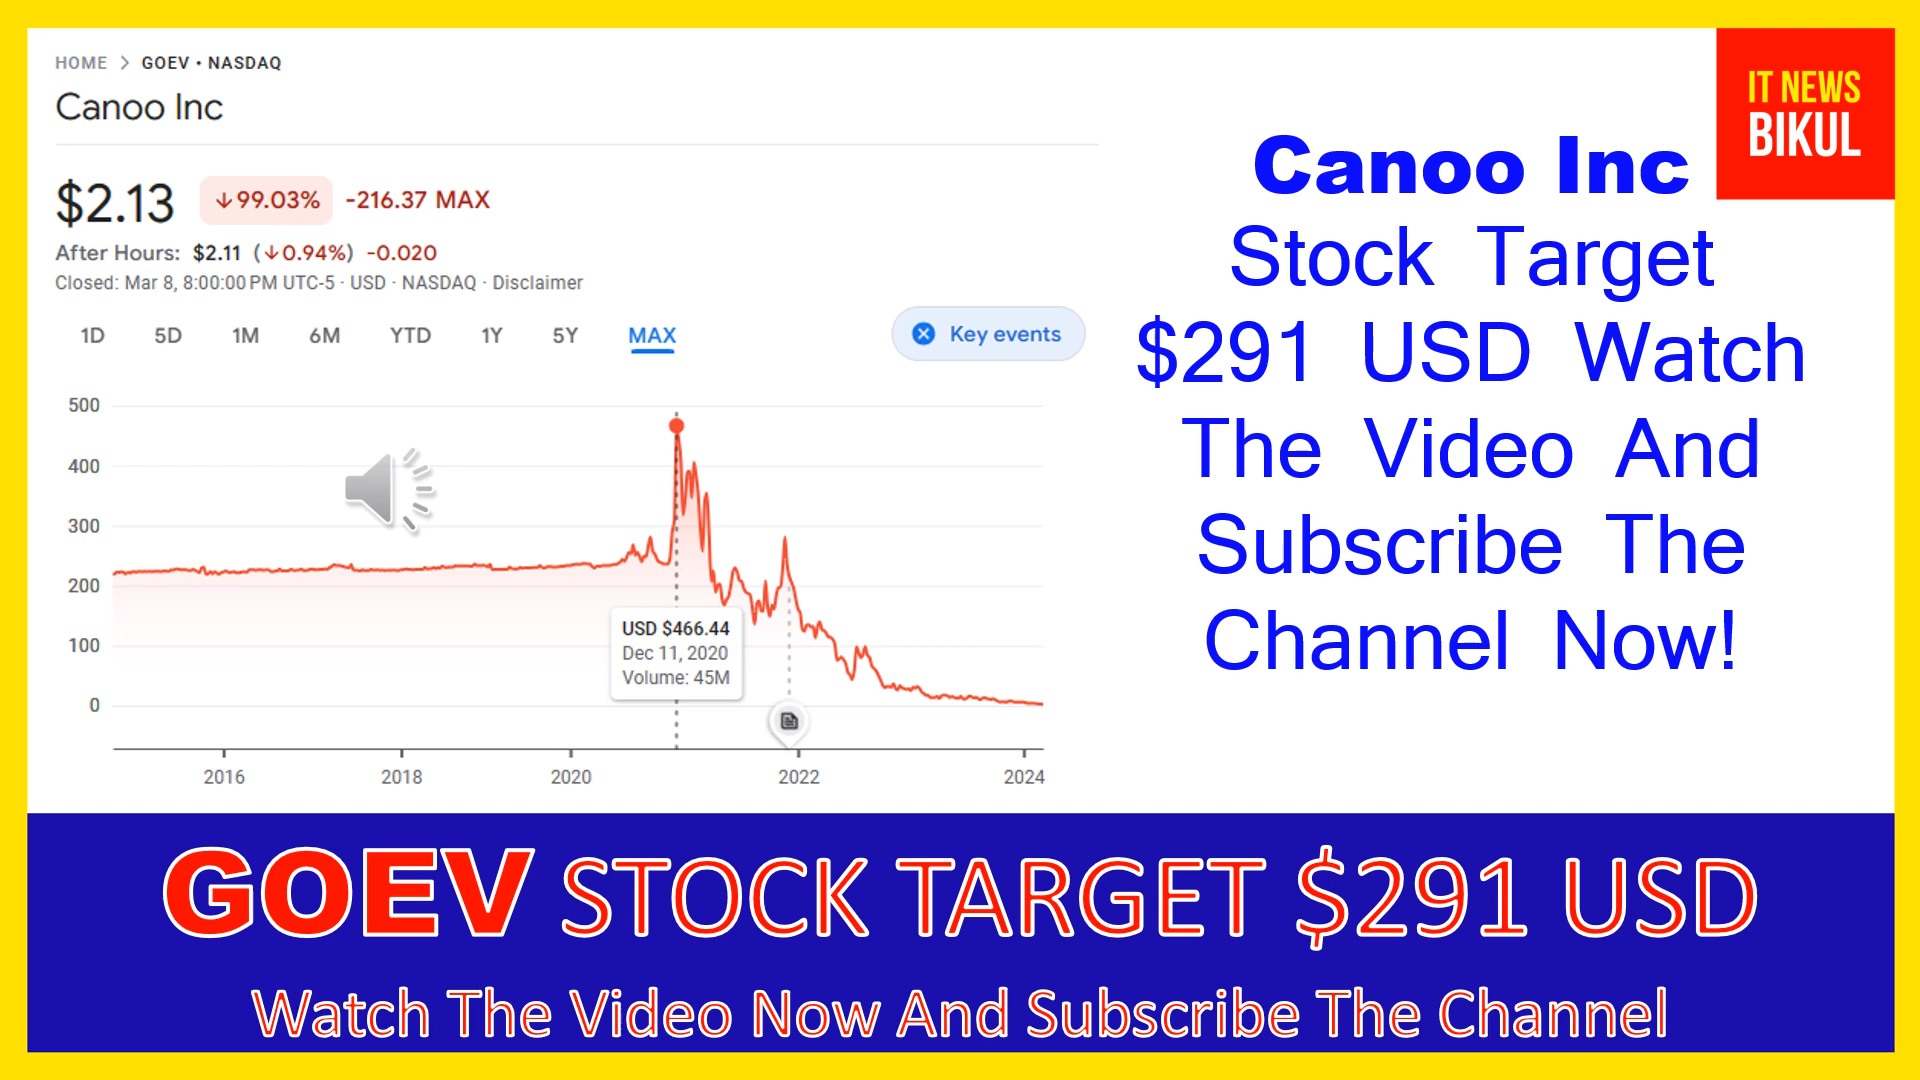 HOME > GOEV • NASDAQ
Canoo Inc
$2.13 ↓99.03% -216.37 MAX
After Hours: $2.11 (↓0.94%) -0.020
Closed: Mar 8, 8:00:00 PM UTC-5 · USD · NASDAQ · Disclaimer
1D 5D 1M 6M YTD 1Y 5Y MAX
Key events
500
400
300
200
100
0
USD $466.44
Dec 11, 2020
Volume: 45M
2016 2018 2020 2022 2024
IT NEWS
BIKUL
Canoo Inc
Stock Target
$291 USD Watch
The Video And
Subscribe The
Channel Now!
GOEV STOCK TARGET $291 USD
Watch The Video Now And Subscribe The Channel